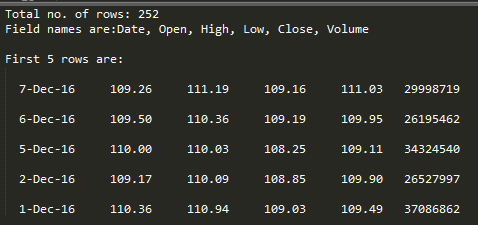 Total no. of rows: 252
Field names are:Date, Open, High, Low, Close, Volume
First 5 rows are:
7-Dec-16 109.26 111.19 109.16 111.03 29998719
6-Dec-16 109.50 110.36 109.19 109.95 26195462
5-Dec-16 110.00 110.03 108.25 109.11 34324540
2-Dec-16 109.17 110.09 108.85 109.90 26527997
1-Dec-16 110.36 110.94 109.03 109.49 37086862